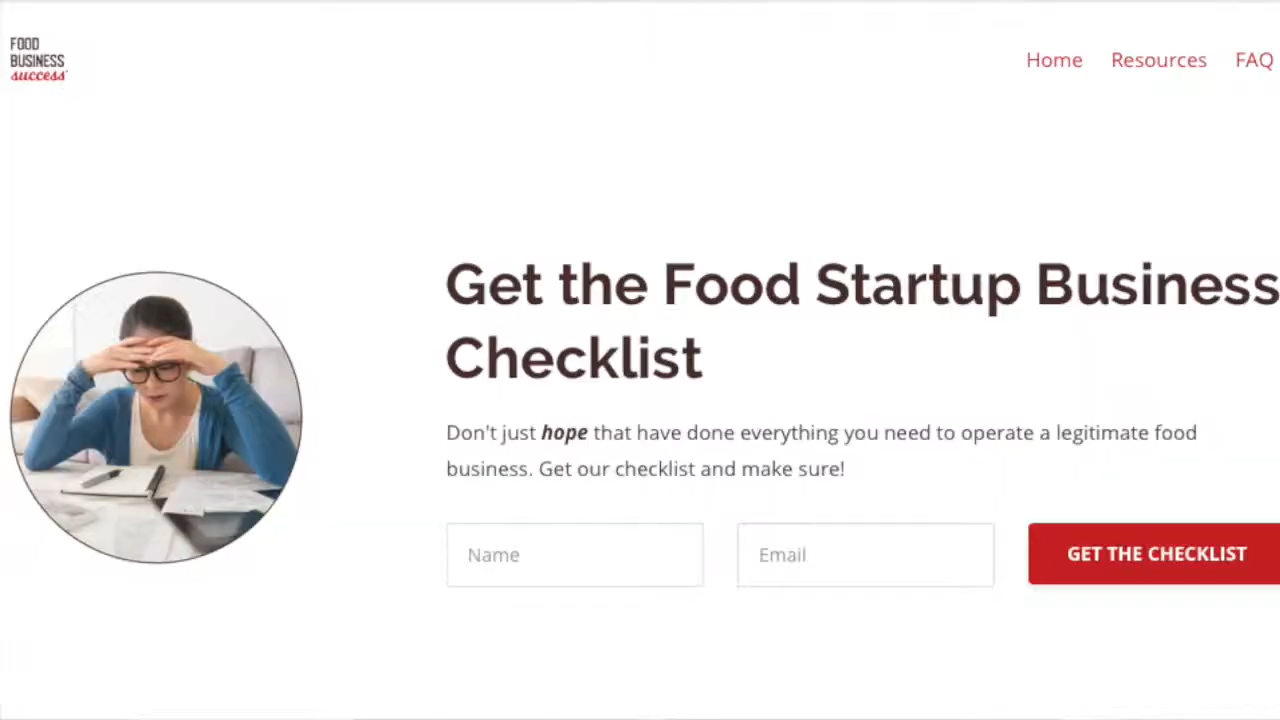 FOOD
BUSINESS
success
Home Resources FAQ
Get the Food Startup Business
Checklist
Don't just hope that have done everything you need to operate a legitimate food
business. Get our checklist and make sure!
Name Email GET THE CHECKLIST